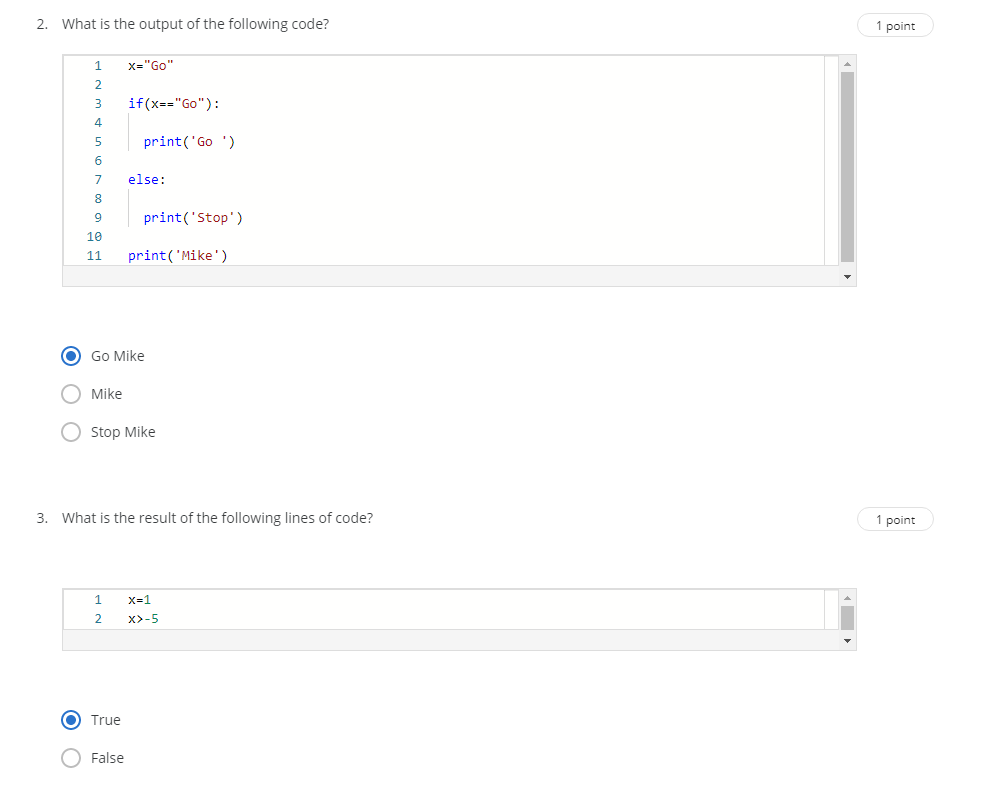 2. What is the output of the following code?
1 point
1 x="Go"
2
3 if(x=="Go"):
4
5 print('Go ')
6
7 else:
8
9 print('Stop')
10
11 print('Mike')
Go Mike
Mike
Stop Mike
3. What is the result of the following lines of code?
1 point
1 x=1
2 x>-5
True
False